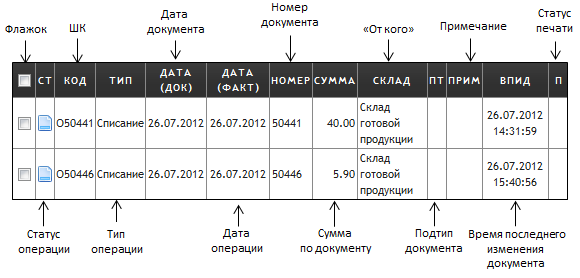 Флажок
ШК
Дата
документа
Номер
документа
«От кого»
Примечание
Статус
печати
СТ КОД ТИП ДАТА (ДОК) ДАТА (ФАКТ) НОМЕР СУММА СКЛАД ПТ ПРИМ ВПИД П
О50441 Списание 26.07.2012 26.07.2012 50441 40.00 Склад готовой продукции 26.07.2012 14:31:59
О50446 Списание 26.07.2012 26.07.2012 50446 5.90 Склад готовой продукции 26.07.2012 15:40:56
Статус
операции
Тип
операции
Дата
операции
Сумма
по документу
Подтип
документа
Время последнего
изменения
документа